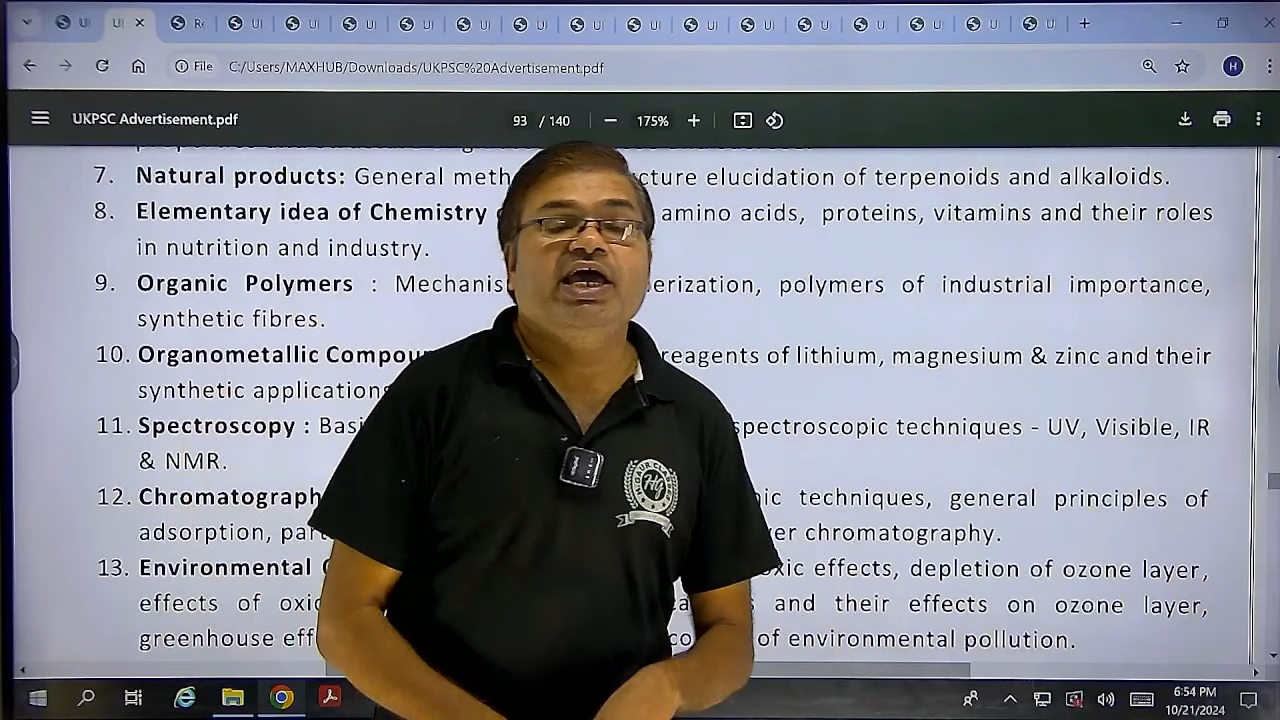 File C:/Users/MAXHUB/Downloads/UKPSC%20Advertisement.pdf
H
UKPSC Advertisement.pdf 93 / 140 — 175% +
7. Natural products: General meth cture elucidation of terpenoids and alkaloids.
8. Elementary idea of Chemistry amino acids, proteins, vitamins and their roles
in nutrition and industry.
9. Organic Polymers : Mechanis erization, polymers of industrial importance,
synthetic fibres.
10. Organometallic Compou reagents of lithium, magnesium & zinc and their
synthetic applications
11. Spectroscopy : Basi spectroscopic techniques - UV, Visible, IR
& NMR.
12. Chromatograph ic techniques, general principles of
adsorption, part er chromatography.
13. Environmental oxic effects, depletion of ozone layer,
effects of oxid and their effects on ozone layer,
greenhouse eff co of environmental pollution.
HG
6:54 PM
10/21/2024